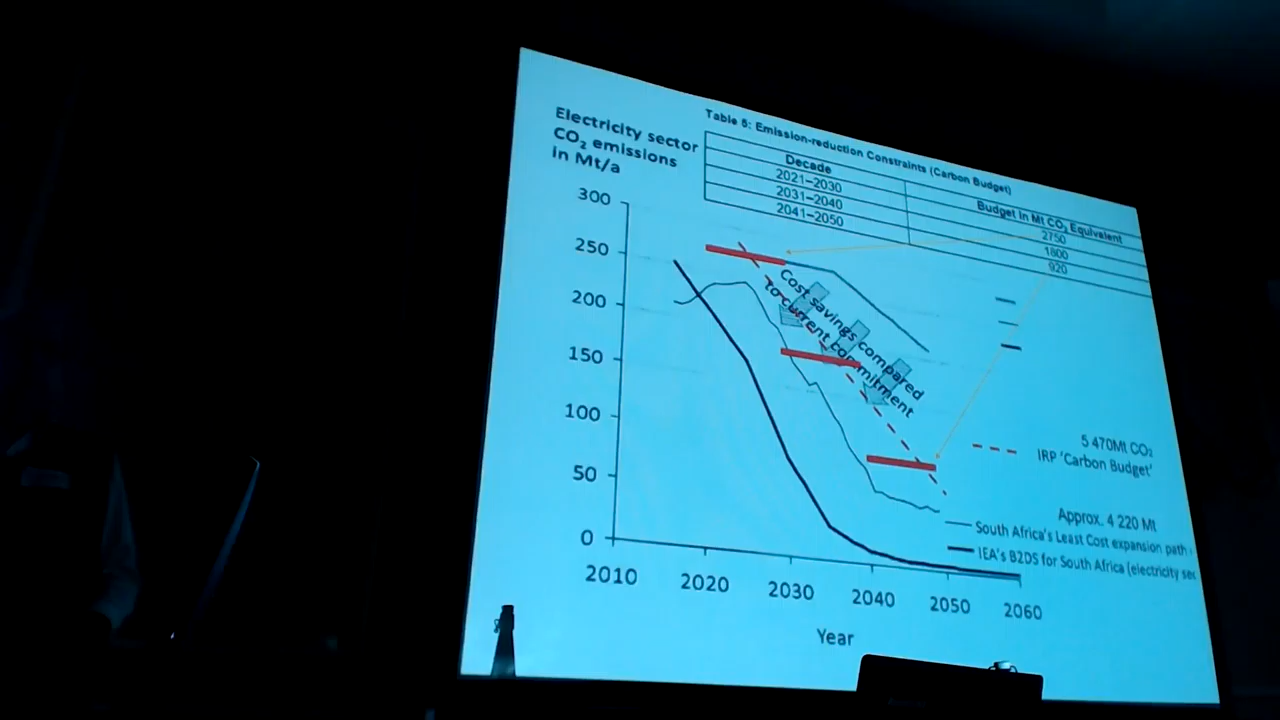 Electricity sector
CO₂ emissions
in Mt/a
Table 5: Emission-reduction Constraints (Carbon Budget)
Decade
Budget in Mt CO₂ Equivalent
2021–2030
2750
2031–2040
1800
2041–2050
920
300
250
200
150
100
50
0
Cost savings compared
to current commitment
5 470Mt CO₂
IRP 'Carbon Budget'
Approx. 4 220 Mt
South Africa's Least Cost expansion path
IEA's B2DS for South Africa (electricity sec
2010
2020
2030
2040
2050
2060
Year